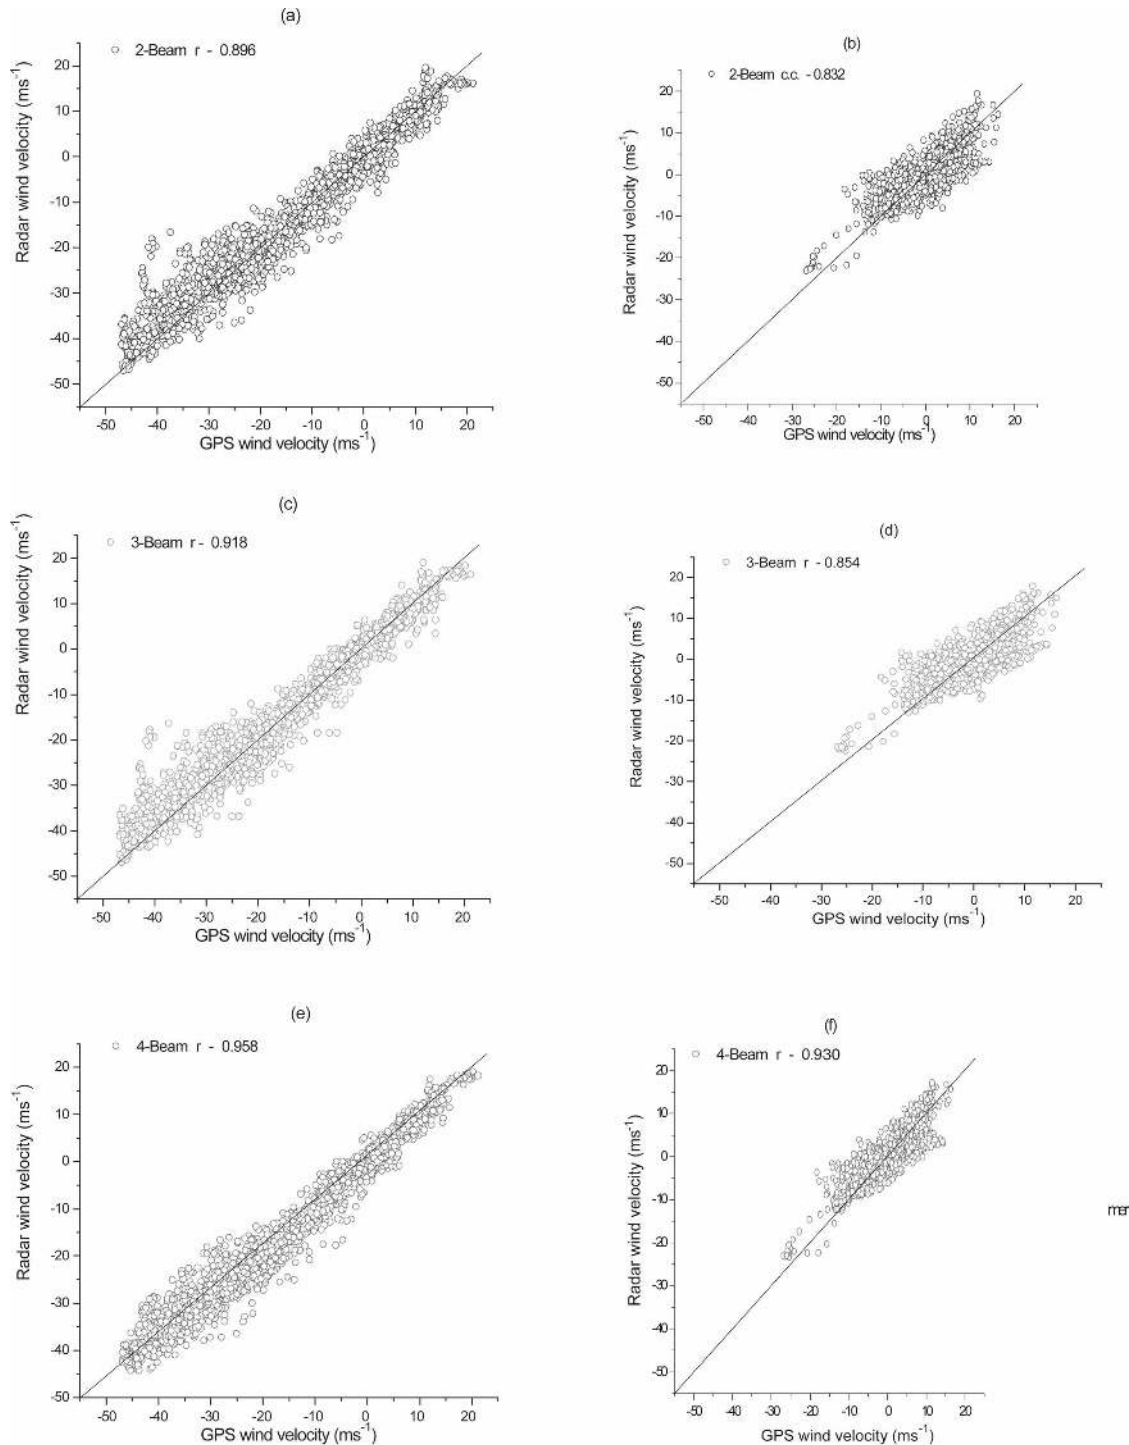 (a)
2-Beam r - 0.896
Radar wind velocity (ms-1)
20
10
0
-10
-20
-30
-40
-50
-50 -40 -30 -20 -10 0 10 20
GPS wind velocity (ms-1)
(b)
2-Beam c.c. - 0.832
Radar wind velocity (ms-1)
20
10
0
-10
-20
-30
-40
-50
-50 -40 -30 -20 -10 0 10 20
GPS wind velocity (ms-1)
(c)
3-Beam r - 0.918
Radar wind velocity (ms-1)
20
10
0
-10
-20
-30
-40
-50
-50 -40 -30 -20 -10 0 10 20
GPS wind velocity (ms-1)
(d)
3-Beam r - 0.854
Radar wind velocity (ms-1)
20
10
0
-10
-20
-30
-40
-50
-50 -40 -30 -20 -10 0 10 20
GPS wind velocity (ms-1)
(e)
4-Beam r - 0.958
Radar wind velocity (ms-1)
20
10
0
-10
-20
-30
-40
-50
-50 -40 -30 -20 -10 0 10 20
GPS wind velocity (ms-1)
(f)
4-Beam r - 0.930
Radar wind velocity (ms-1)
20
10
0
-10
-20
-30
-40
-50
-50 -40 -30 -20 -10 0 10 20
GPS wind velocity (ms-1)